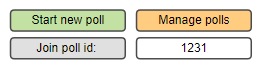 Start new poll
Manage polls
Join poll id:
1231